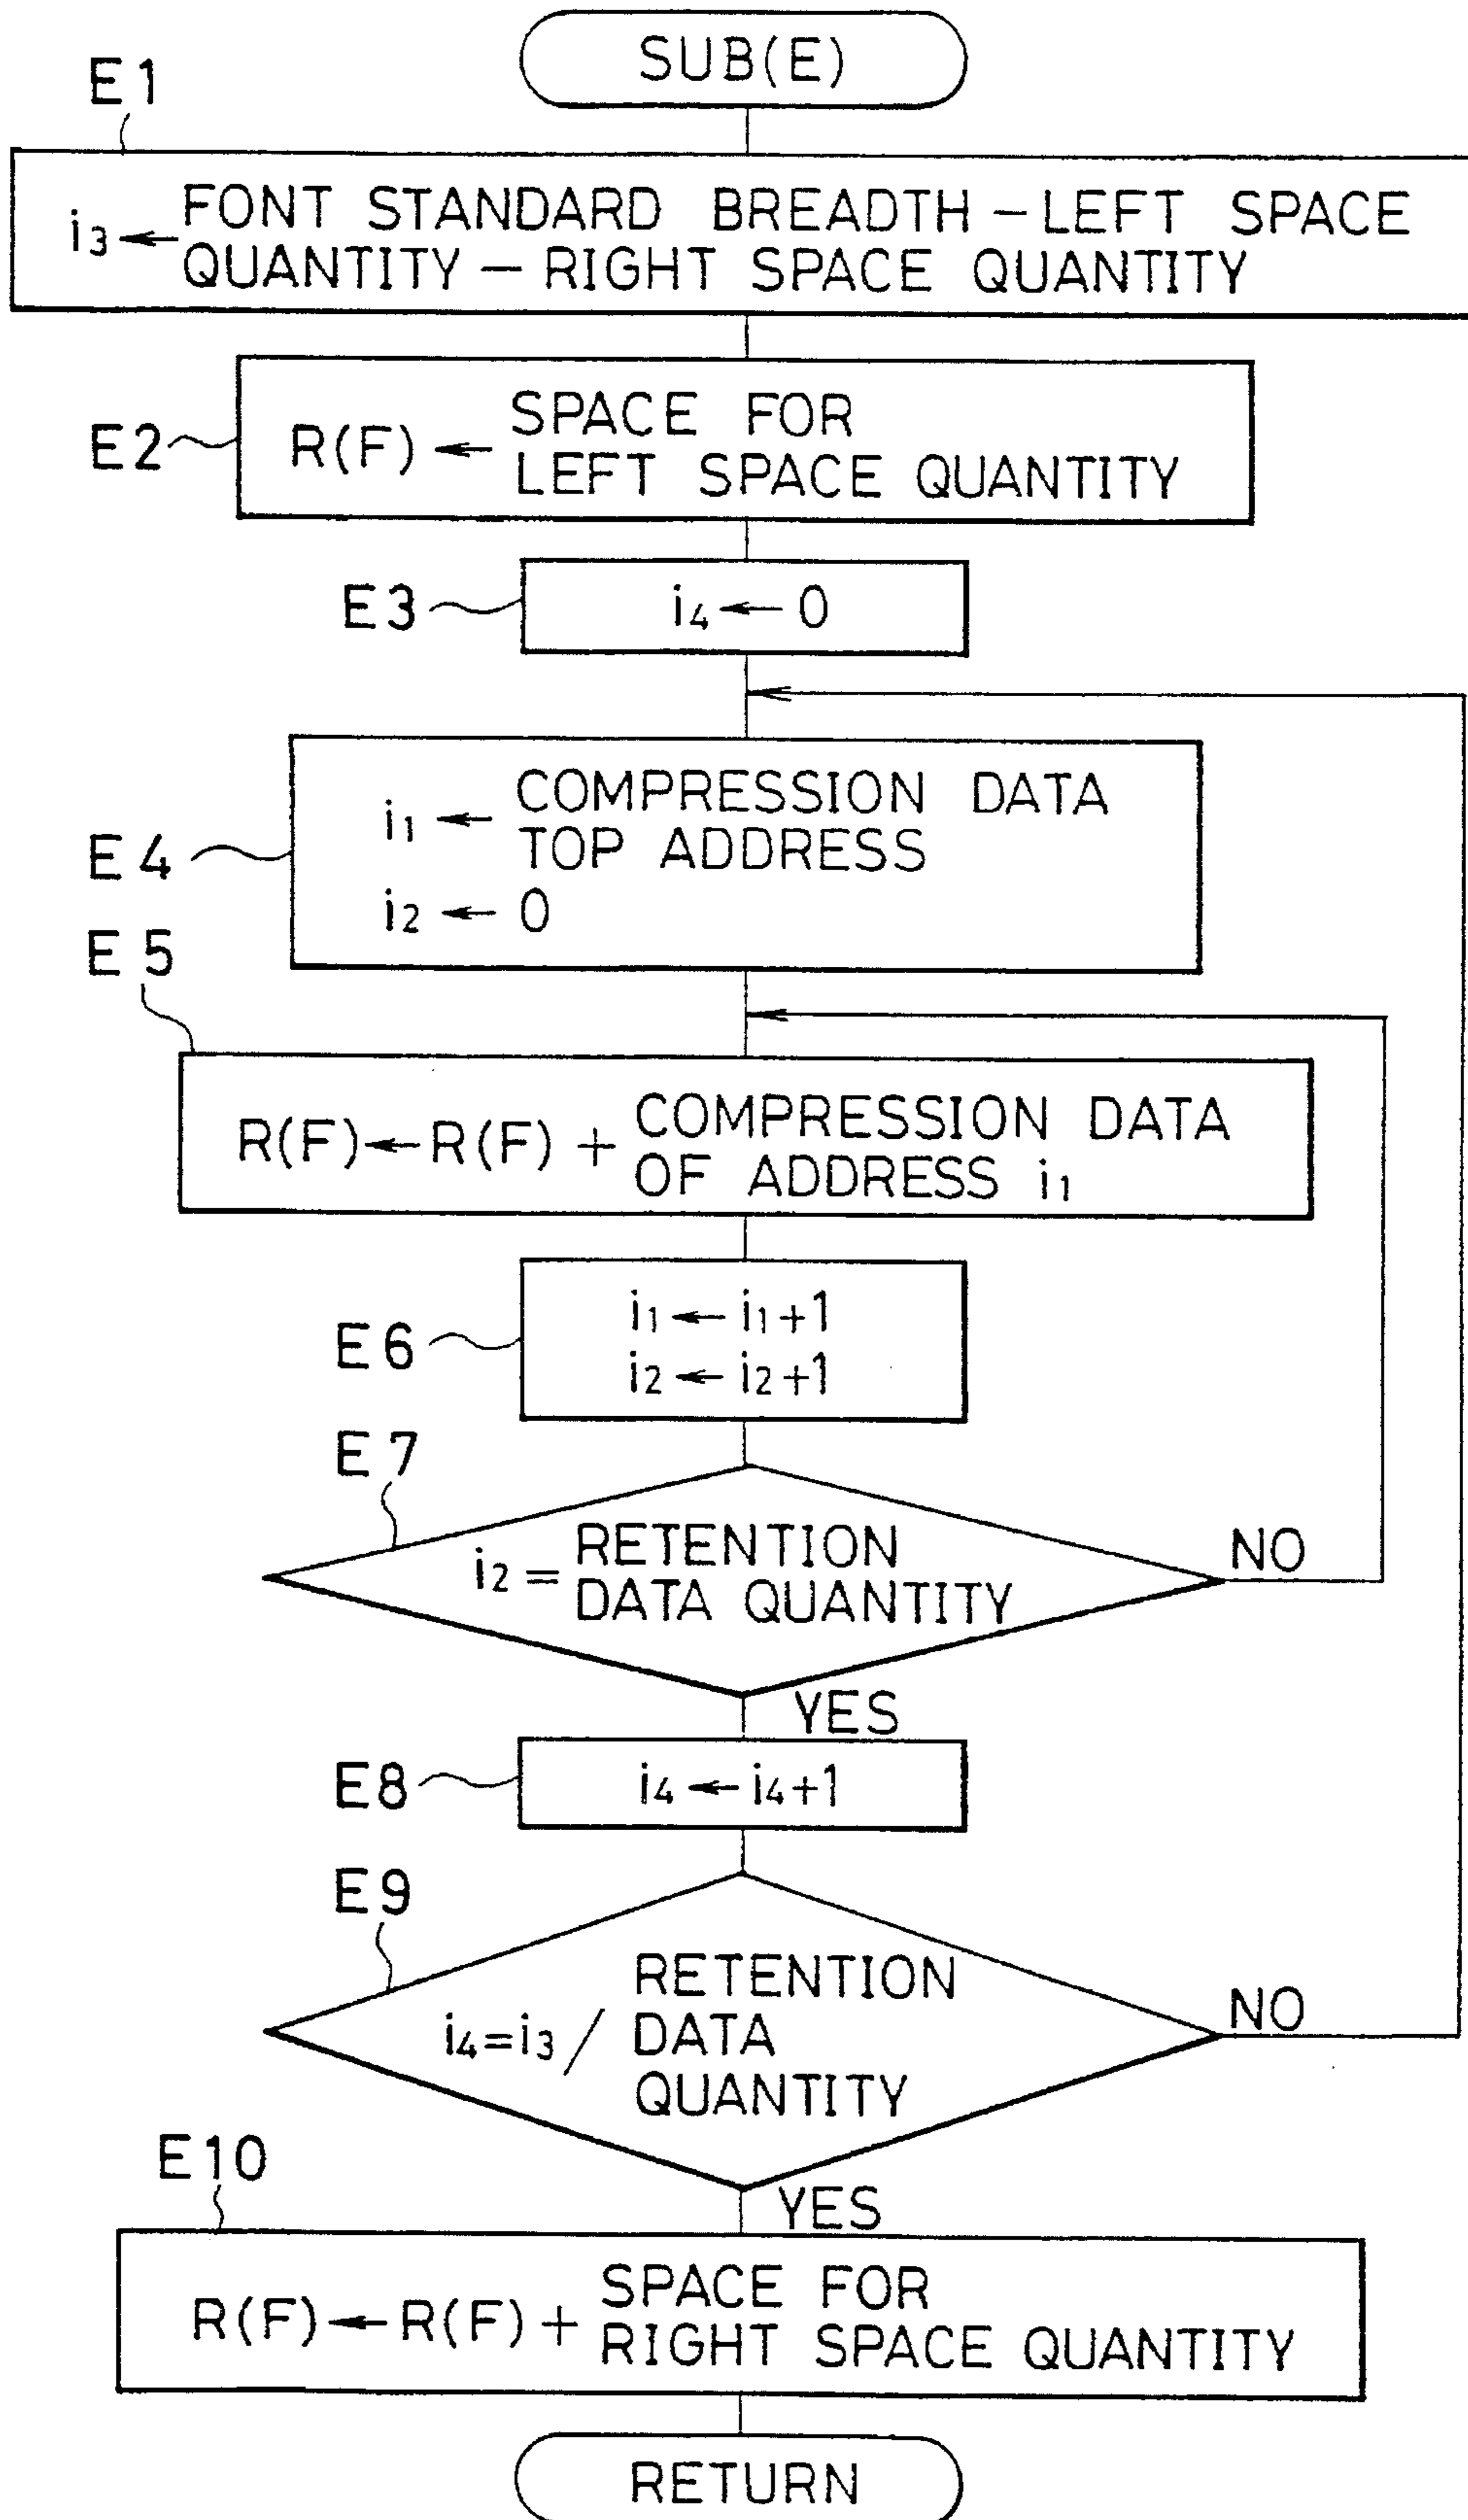 SUB(E)
E1
i3 ← FONT STANDARD BREADTH – LEFT SPACE
QUANTITY – RIGHT SPACE QUANTITY
E2
R(F) ← SPACE FOR
LEFT SPACE QUANTITY
E3
i4 ← 0
E4
i1 ← COMPRESSION DATA
TOP ADDRESS
i2 ← 0
E5
R(F) ← R(F) + COMPRESSION DATA
OF ADDRESS i1
E6
i1 ← i1+1
i2 ← i2+1
E7
i2 = RETENTION
DATA QUANTITY
NO
YES
E8
i4 ← i4+1
E9
i4=i3 / RETENTION
DATA
QUANTITY
NO
YES
E10
R(F) ← R(F) + SPACE FOR
RIGHT SPACE QUANTITY
RETURN